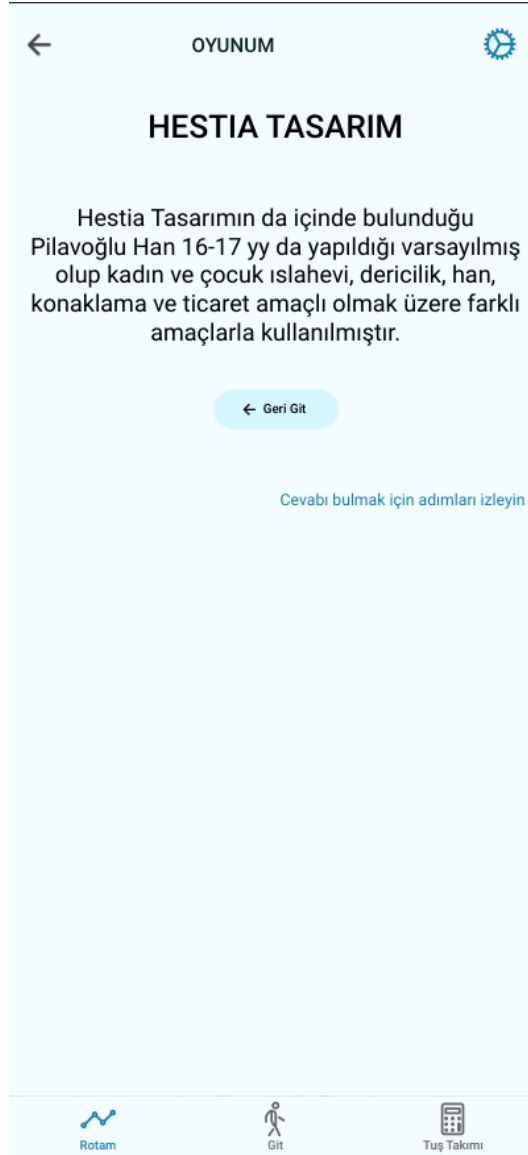 OYUNUM
HESTIA TASARIM
Hestia Tasarımın da içinde bulunduğu
Pilavoğlu Han 16-17 yy da yapıldığı varsayılmış
olup kadın ve çocuk ıslahevi, dericilik, han,
konaklama ve ticaret amaçlı olmak üzere farklı
amaçlarla kullanılmıştır.
← Geri Git
Cevabı bulmak için adımları izleyin
Rotam
Git
Tuş Takımı